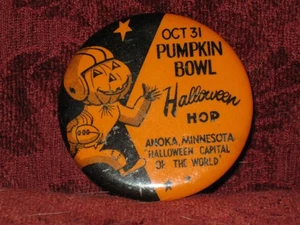 OCT 31
PUMPKIN
BOWL
Halloween
HOP
ANOKA, MINNESOTA
"HALLOWEEN CAPITAL
OF THE WORLD"